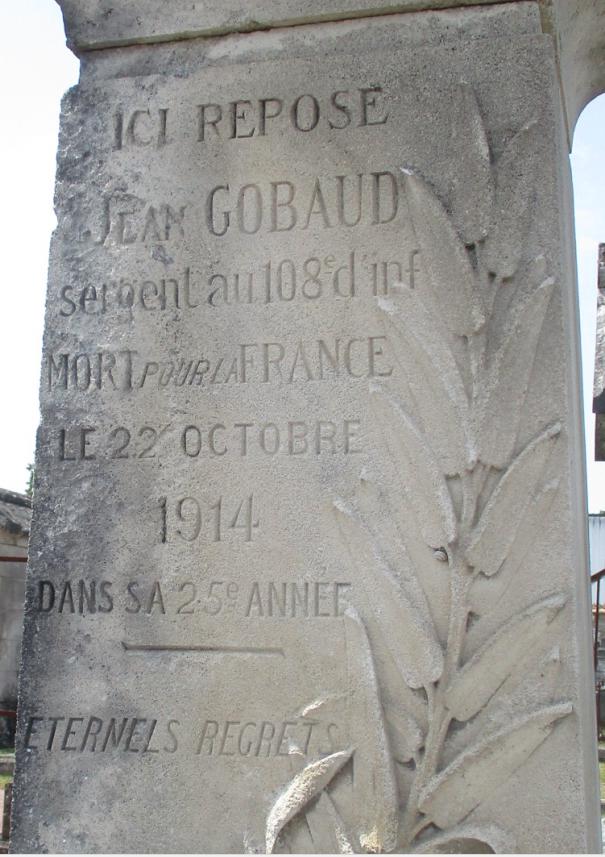 ICI REPOSE
JEAN GOBAUD
sergent au 108e d'inf
MORT POUR LA FRANCE
LE 22 OCTOBRE
1914
DANS SA 25e ANNÉE
ETERNELS REGRETS